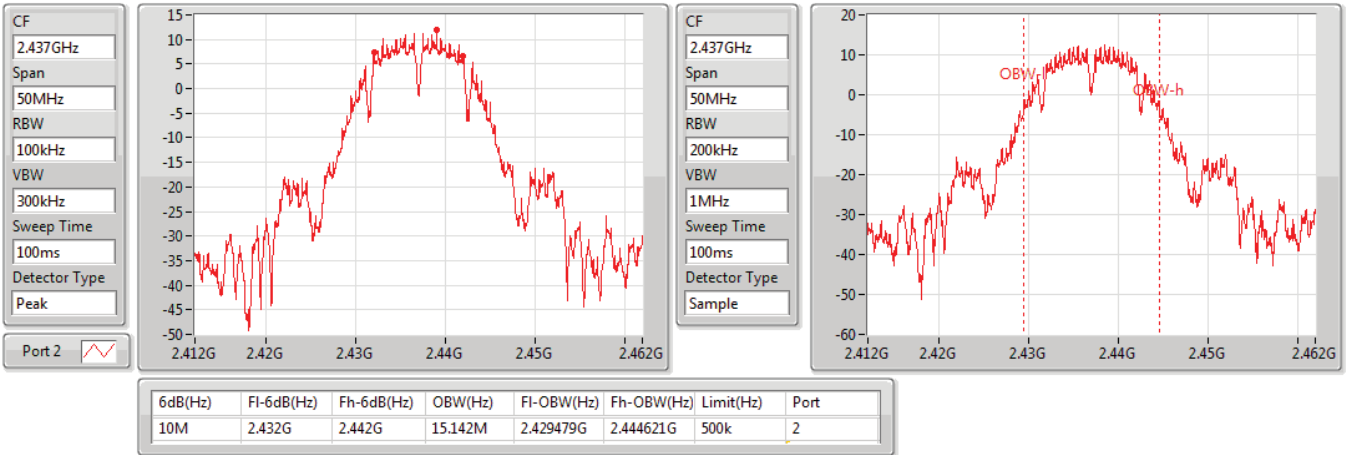 CF
2.437GHz
Span
50MHz
RBW
100kHz
VBW
300kHz
Sweep Time
100ms
Detector Type
Peak
Port 2
15
10
5
0
-5
-10
-15
-20
-25
-30
-35
-40
-45
-50
2.412G 2.42G 2.43G 2.44G 2.45G 2.462G
CF
2.437GHz
Span
50MHz
RBW
200kHz
VBW
1MHz
Sweep Time
100ms
Detector Type
Sample
20
10
0
-10
-20
-30
-40
-50
-60
OBW-l
OBW-h
2.412G 2.42G 2.43G 2.44G 2.45G 2.462G
6dB(Hz) Fl-6dB(Hz) Fh-6dB(Hz) OBW(Hz) Fl-OBW(Hz) Fh-OBW(Hz) Limit(Hz) Port
10M 2.432G 2.442G 15.142M 2.429479G 2.444621G 500k 2